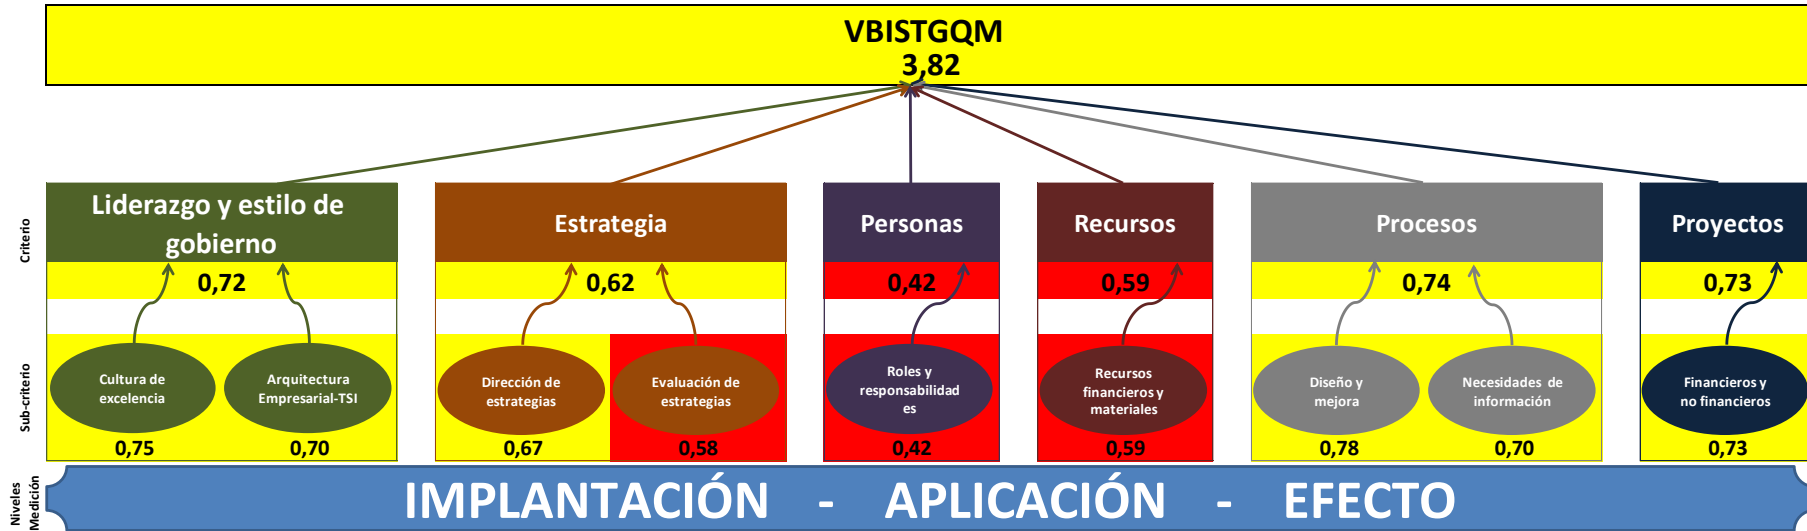 VBISTGQM
3,82
Criterio
Liderazgo y estilo de
gobierno
Estrategia
Personas
Recursos
Procesos
Proyectos
0,72
0,62
0,42
0,59
0,74
0,73
Sub-criterio
Cultura de
excelencia
Arquitectura
Empresarial-TSI
Dirección de
estrategias
Evaluación de
estrategias
Roles y
responsabilidad
es
Recursos
financieros y
materiales
Diseño y
mejora
Necesidades de
información
Financieros y
no financieros
0,75
0,70
0,67
0,58
0,42
0,59
0,78
0,70
0,73
Niveles
Medición
IMPLANTACIÓN - APLICACIÓN - EFECTO